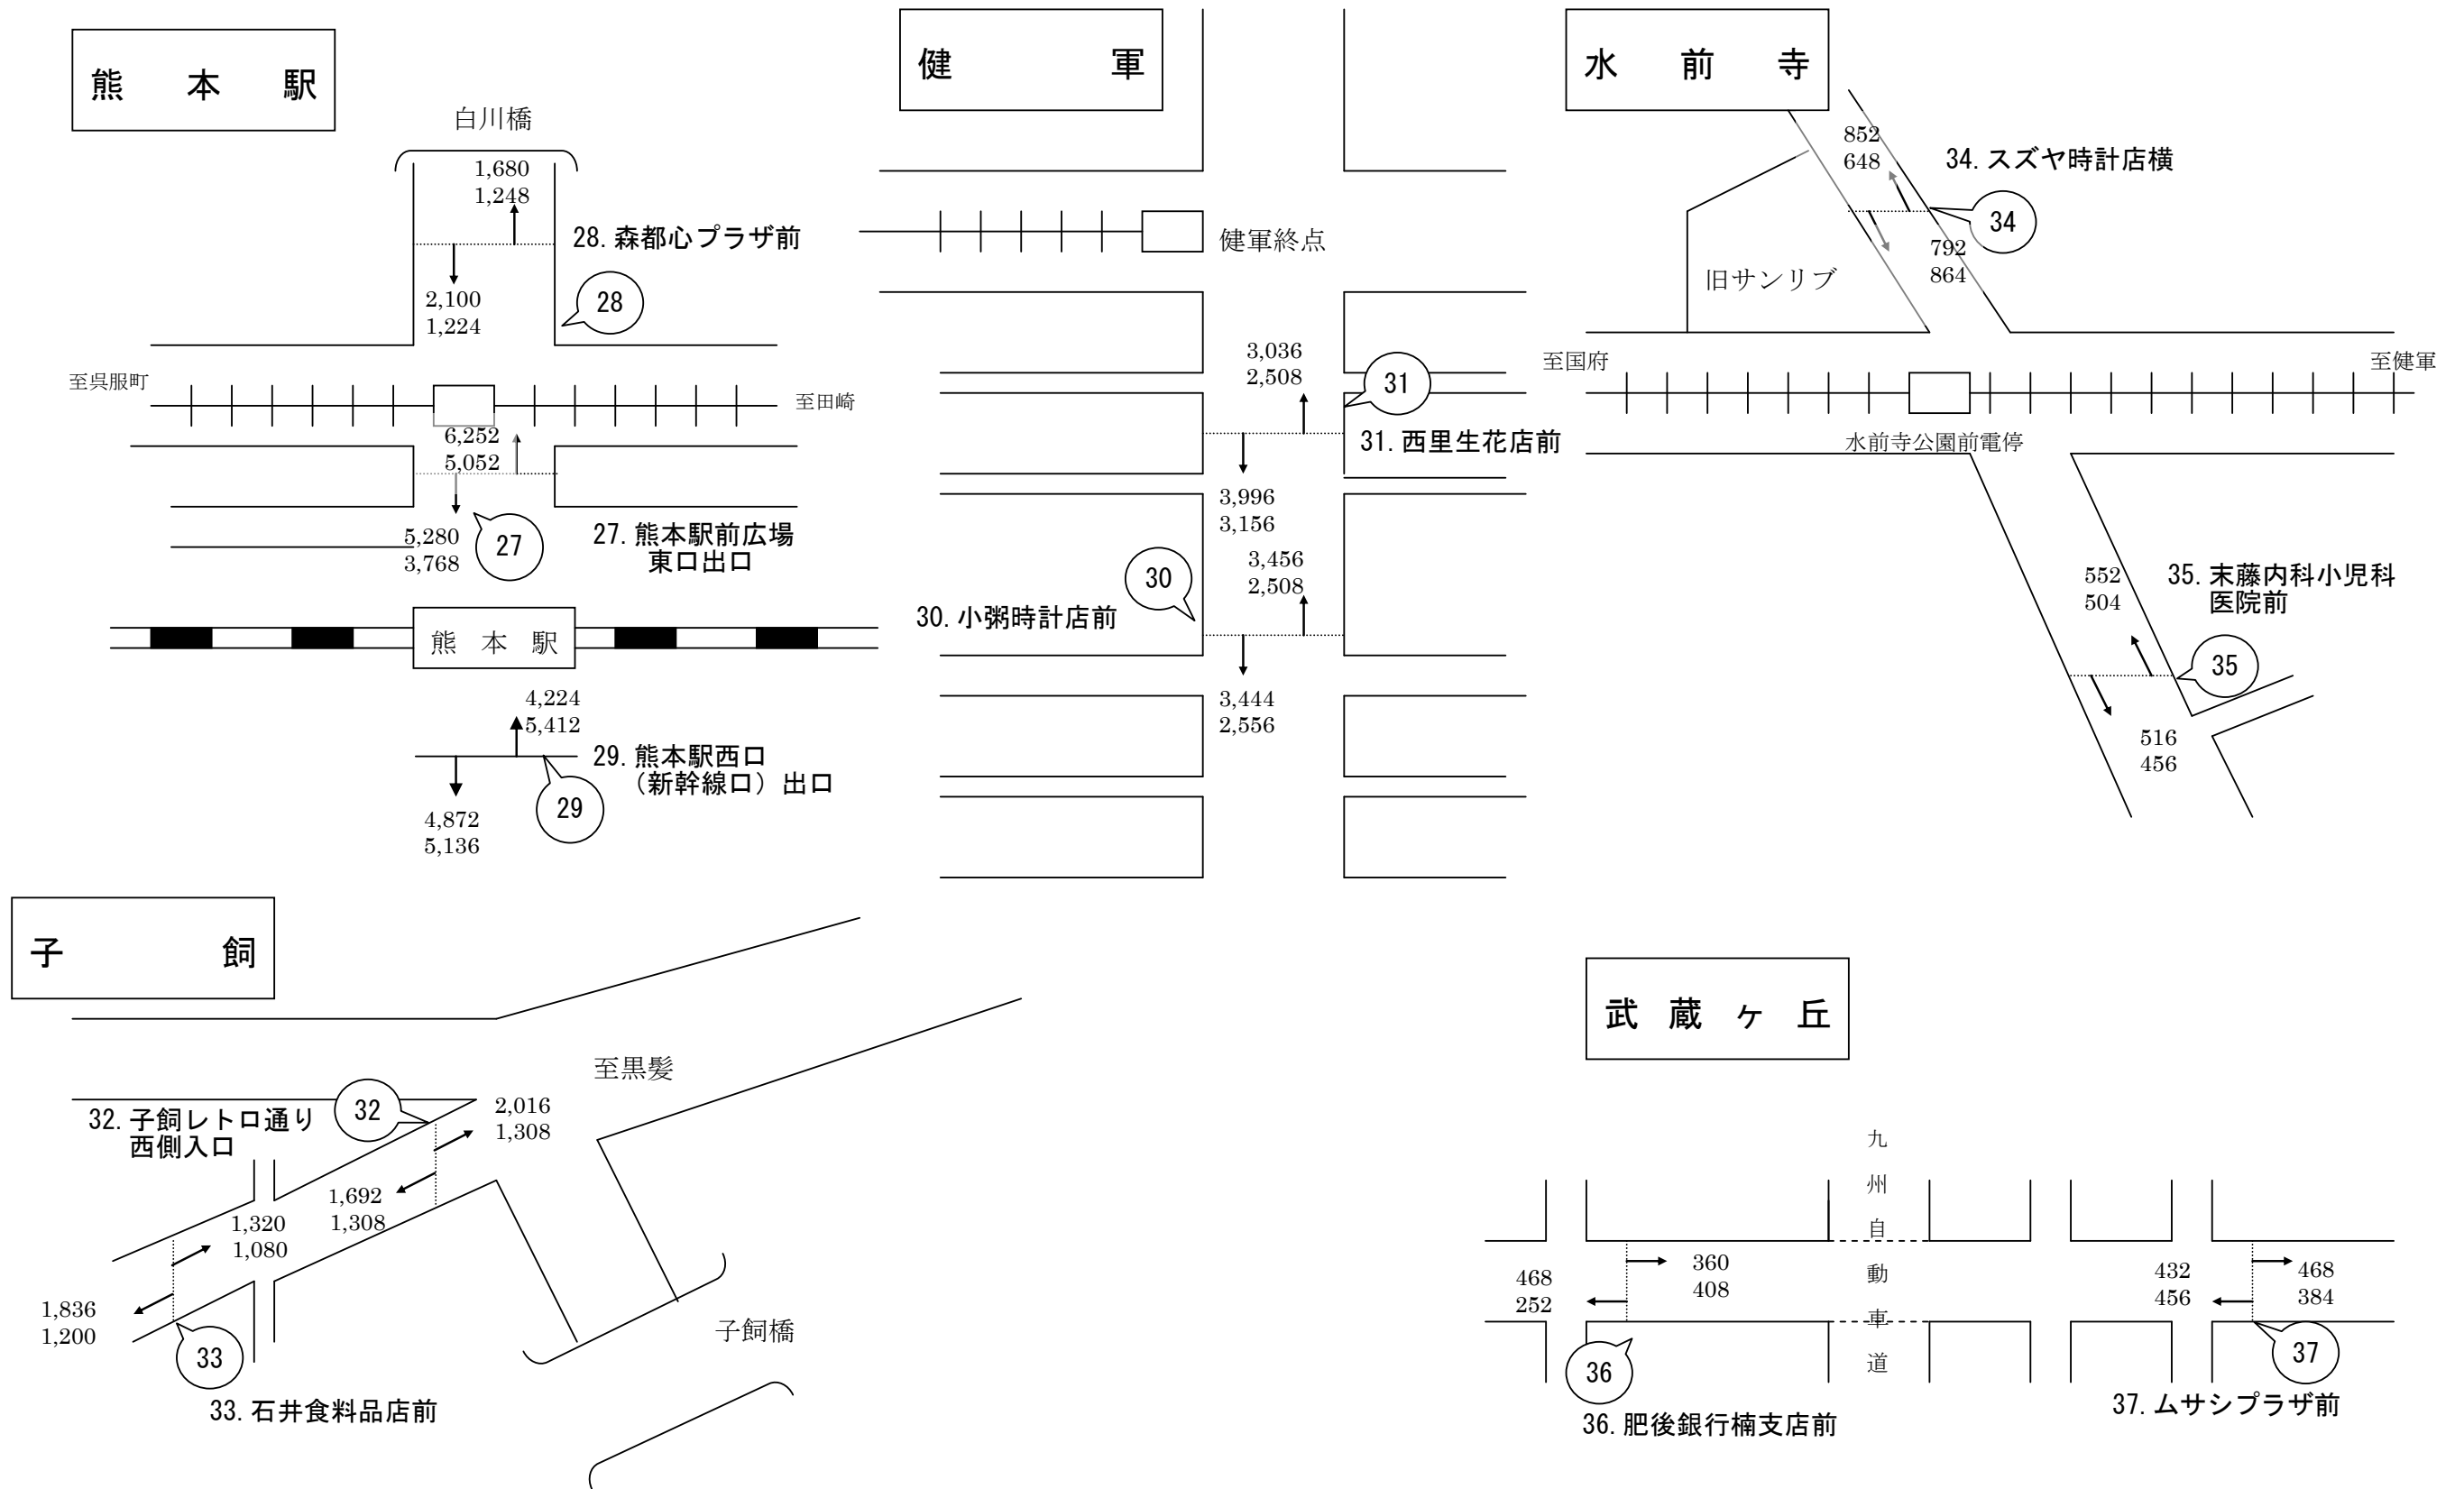 熊本駅
白川橋
1,680
1,248
28.森都心プラザ前
28
2,100
1,224
至呉服町
至田崎
6,252
5,052
5,280
3,768
27
27.熊本駅前広場
東口出口
熊本駅
4,224
5,412
29.熊本駅西口
（新幹線口）出口
29
4,872
5,136
健軍
健軍終点
3,036
2,508
31
31.西里生花店前
3,996
3,156
30
3,456
2,508
30.小粥時計店前
3,444
2,556
水前寺
852
648
34.スズヤ時計店横
34
792
864
旧サンリブ
至国府
至健軍
水前寺公園前電停
552
504
35.末藤内科小児科
医院前
35
516
456
子飼
至黒髪
32
32.子飼レトロ通り
西側入口
2,016
1,308
1,692
1,308
1,320
1,080
1,836
1,200
33
33.石井食料品店前
子飼橋
武蔵ヶ丘
九州自動車道
468
252
360
408
432
456
468
384
36
36.肥後銀行楠支店前
37
37.ムサシプラザ前